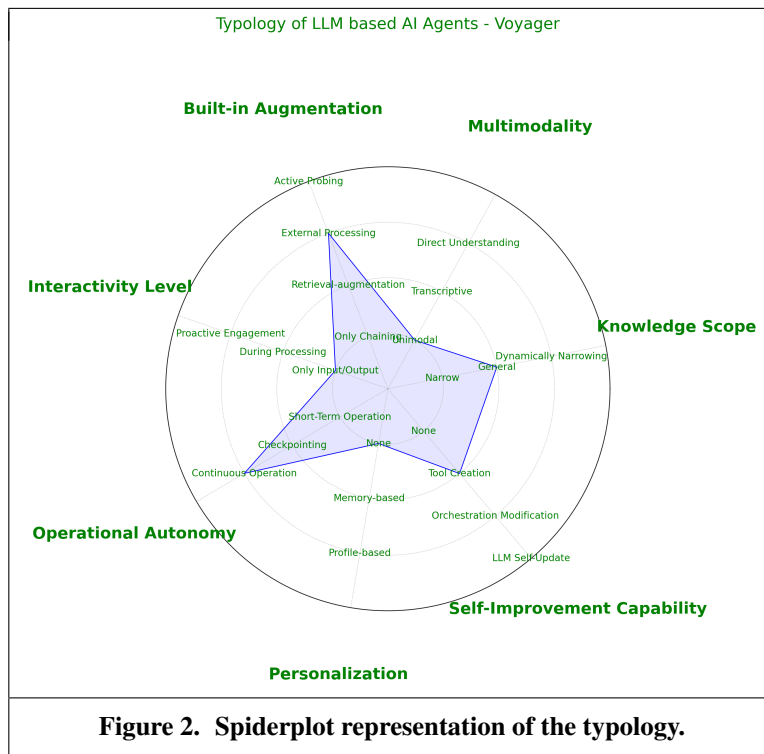 Typology of LLM based AI Agents - Voyager
Built-in Augmentation
Multimodality
Active Probing
External Processing
Direct Understanding
Retrieval-augmentation
Transcriptive
Interactivity Level
Knowledge Scope
Proactive Engagement
Only Chaining
Unimodal
During Processing
Dynamically Narrowing
General
Only Input/Output
Narrow
Short-Term Operation
None
None
Checkpointing
Continuous Operation
Tool Creation
Memory-based
Orchestration Modification
Operational Autonomy
Profile-based
LLM Self-Update
Self-Improvement Capability
Personalization
Figure 2. Spiderplot representation of the typology.